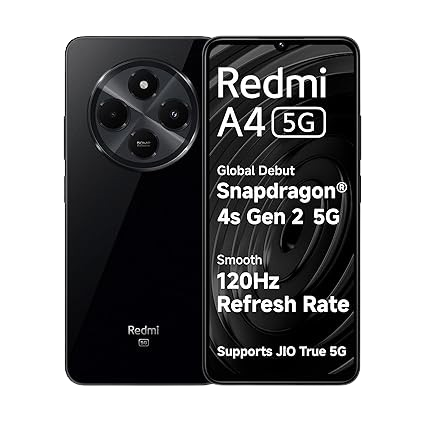 Redmi
A4 5G
Global Debut
Snapdragon®
4s Gen 2 5G
Smooth
120Hz
Refresh Rate
Supports JIO True 5G
Redmi
5G